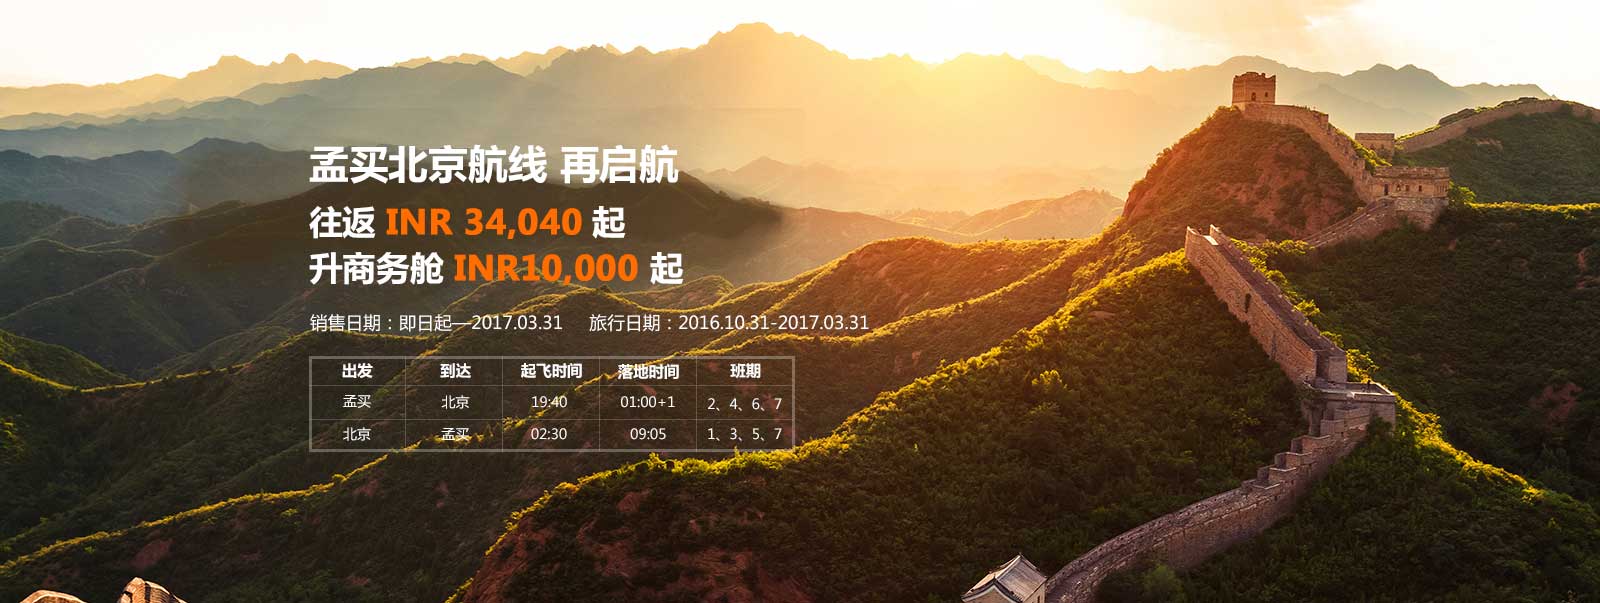 孟买北京航线 再启航
往返 INR 34,040 起
升商务舱 INR10,000 起
销售日期：即日起—2017.03.31 旅行日期：2016.10.31-2017.03.31
出发 到达 起飞时间 落地时间 班期
孟买 北京 19:40 01:00+1 2、4、6、7
北京 孟买 02:30 09:05 1、3、5、7